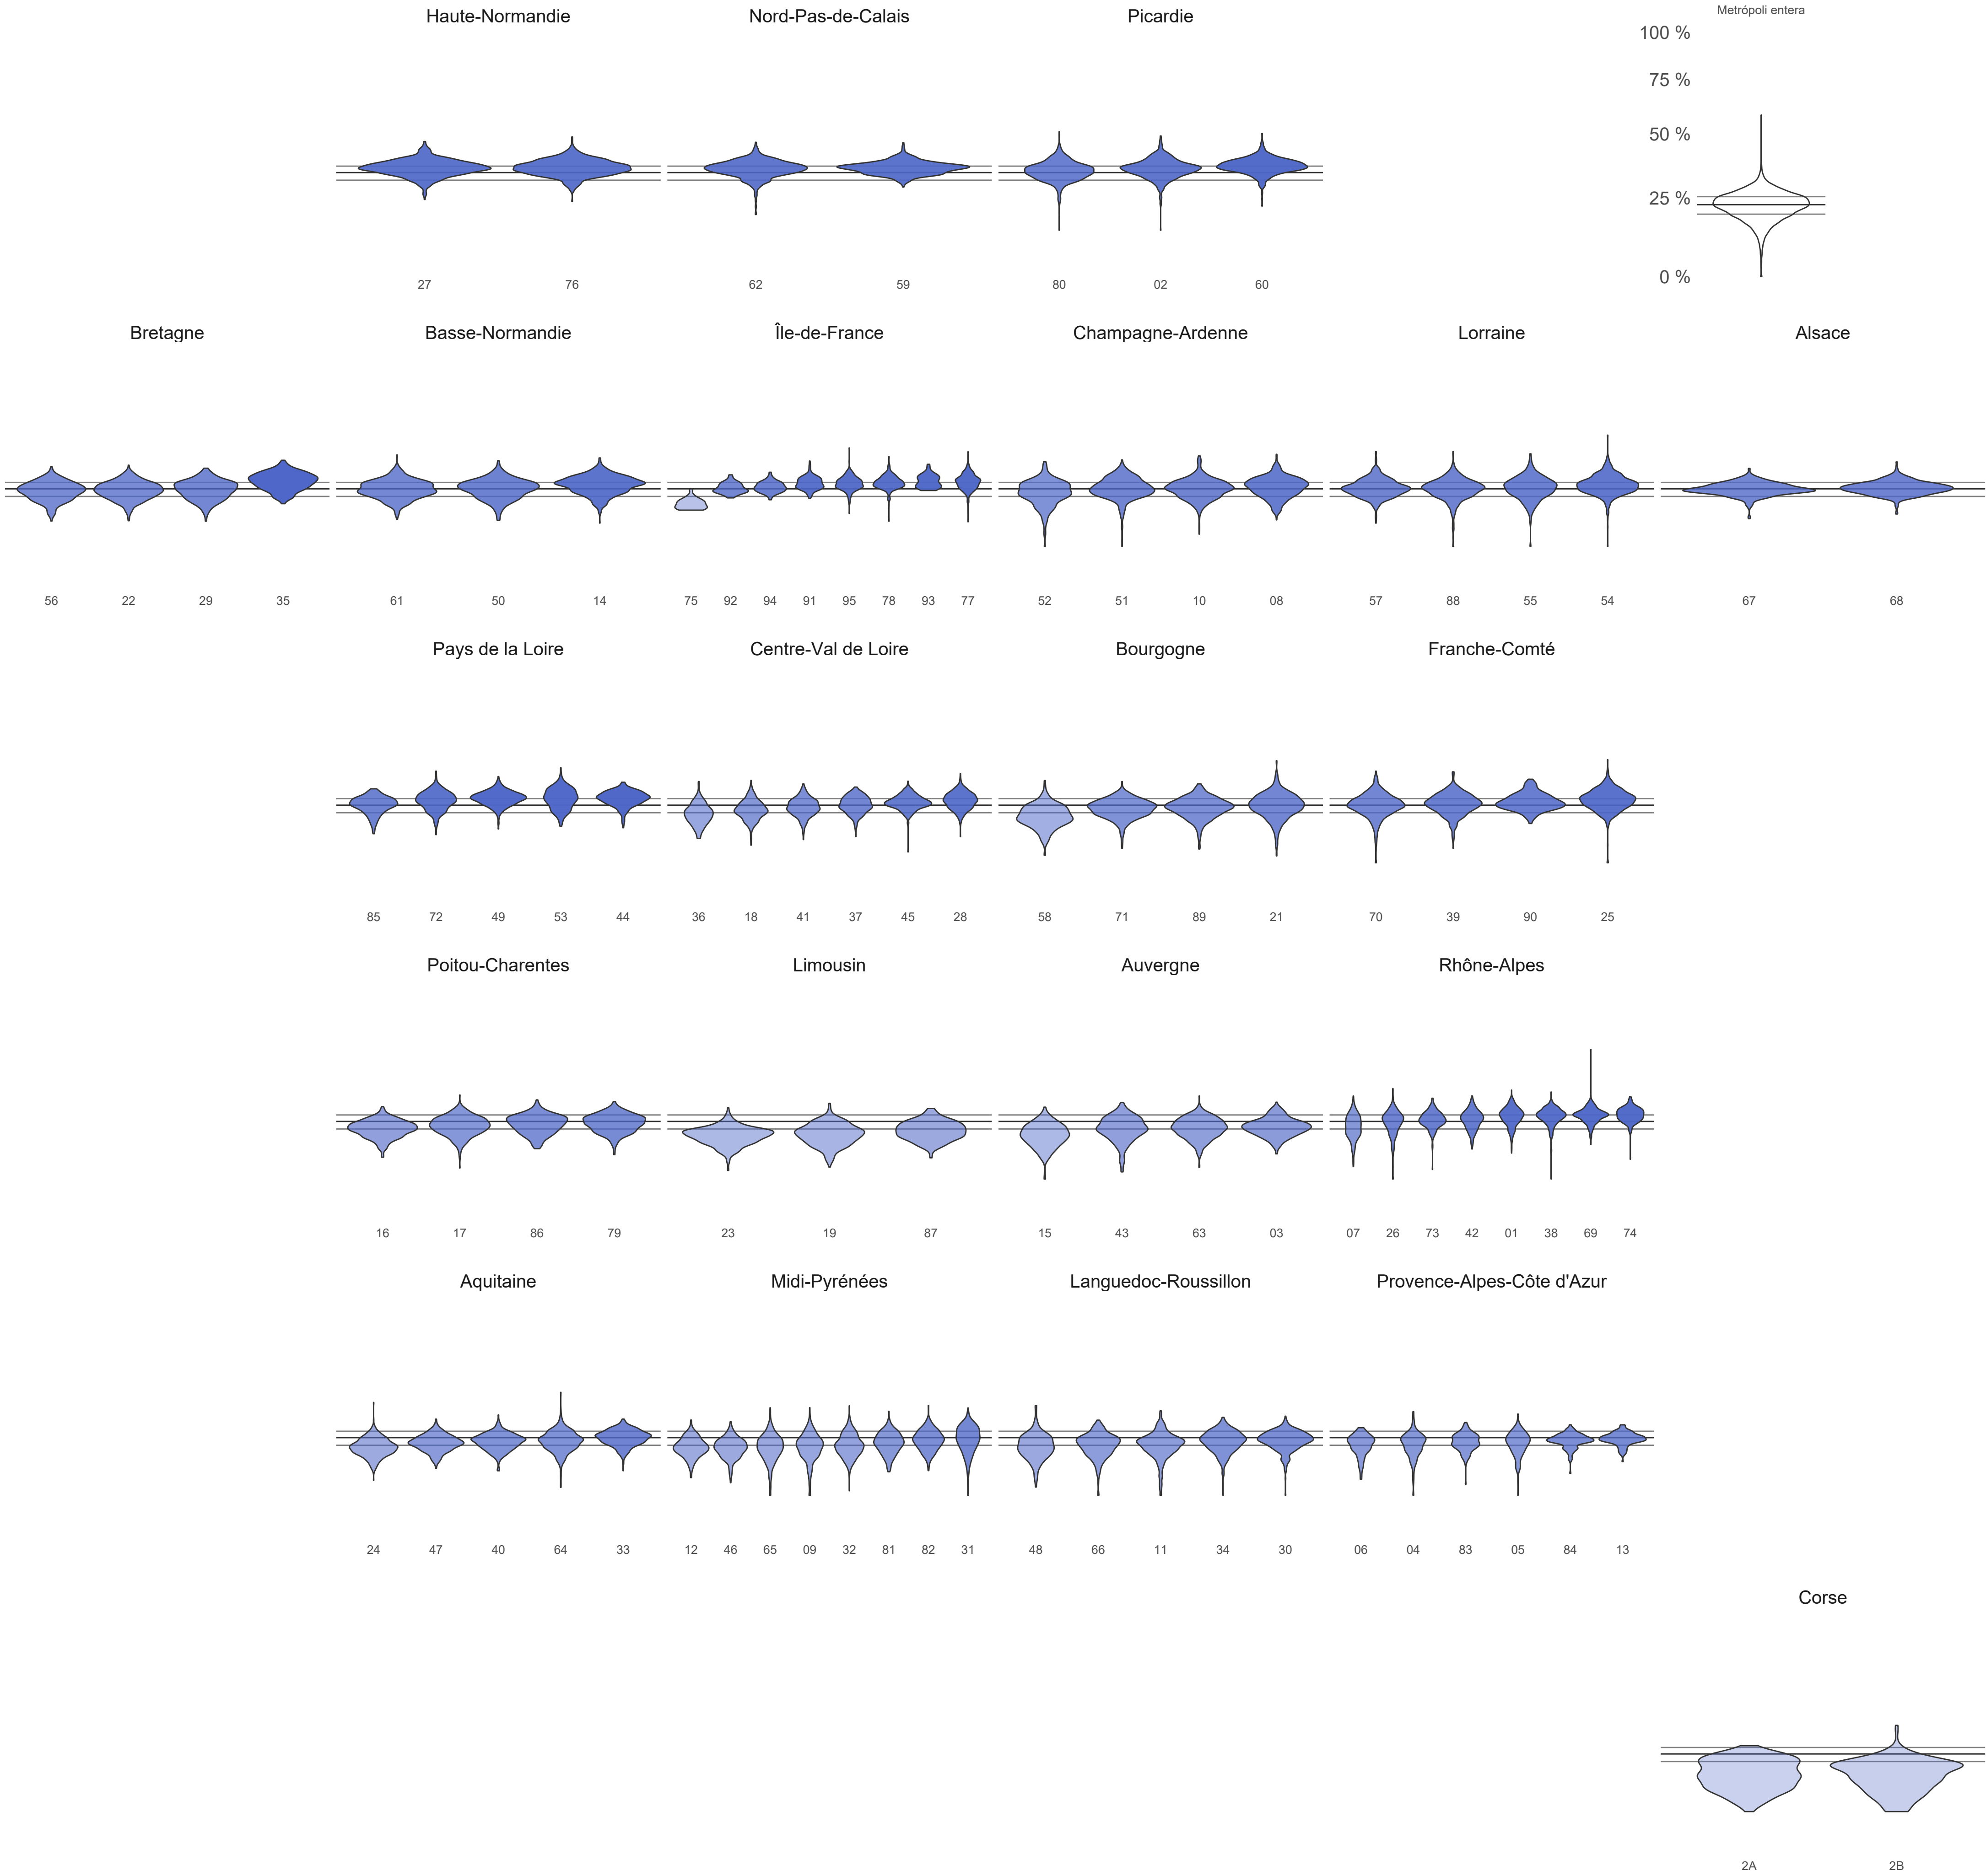 Haute-Normandie Nord-Pas-de-Calais Picardie Metrópoli entera
100 %
75 %
50 %
25 %
0 %
27 76 62 59 80 02 60
Bretagne Basse-Normandie Île-de-France Champagne-Ardenne Lorraine Alsace
56 22 29 35 61 50 14 75 92 94 91 95 78 93 77 52 51 10 08 57 88 55 54 67 68
Pays de la Loire Centre-Val de Loire Bourgogne Franche-Comté
85 72 49 53 44 36 18 41 37 45 28 58 71 89 21 70 39 90 25
Poitou-Charentes Limousin Auvergne Rhône-Alpes
16 17 86 79 23 19 87 15 43 63 03 07 26 73 42 01 38 69 74
Aquitaine Midi-Pyrénées Languedoc-Roussillon Provence-Alpes-Côte d'Azur
24 47 40 64 33 12 46 65 09 32 81 82 31 48 66 11 34 30 06 04 83 05 84 13
Corse
2A 2B